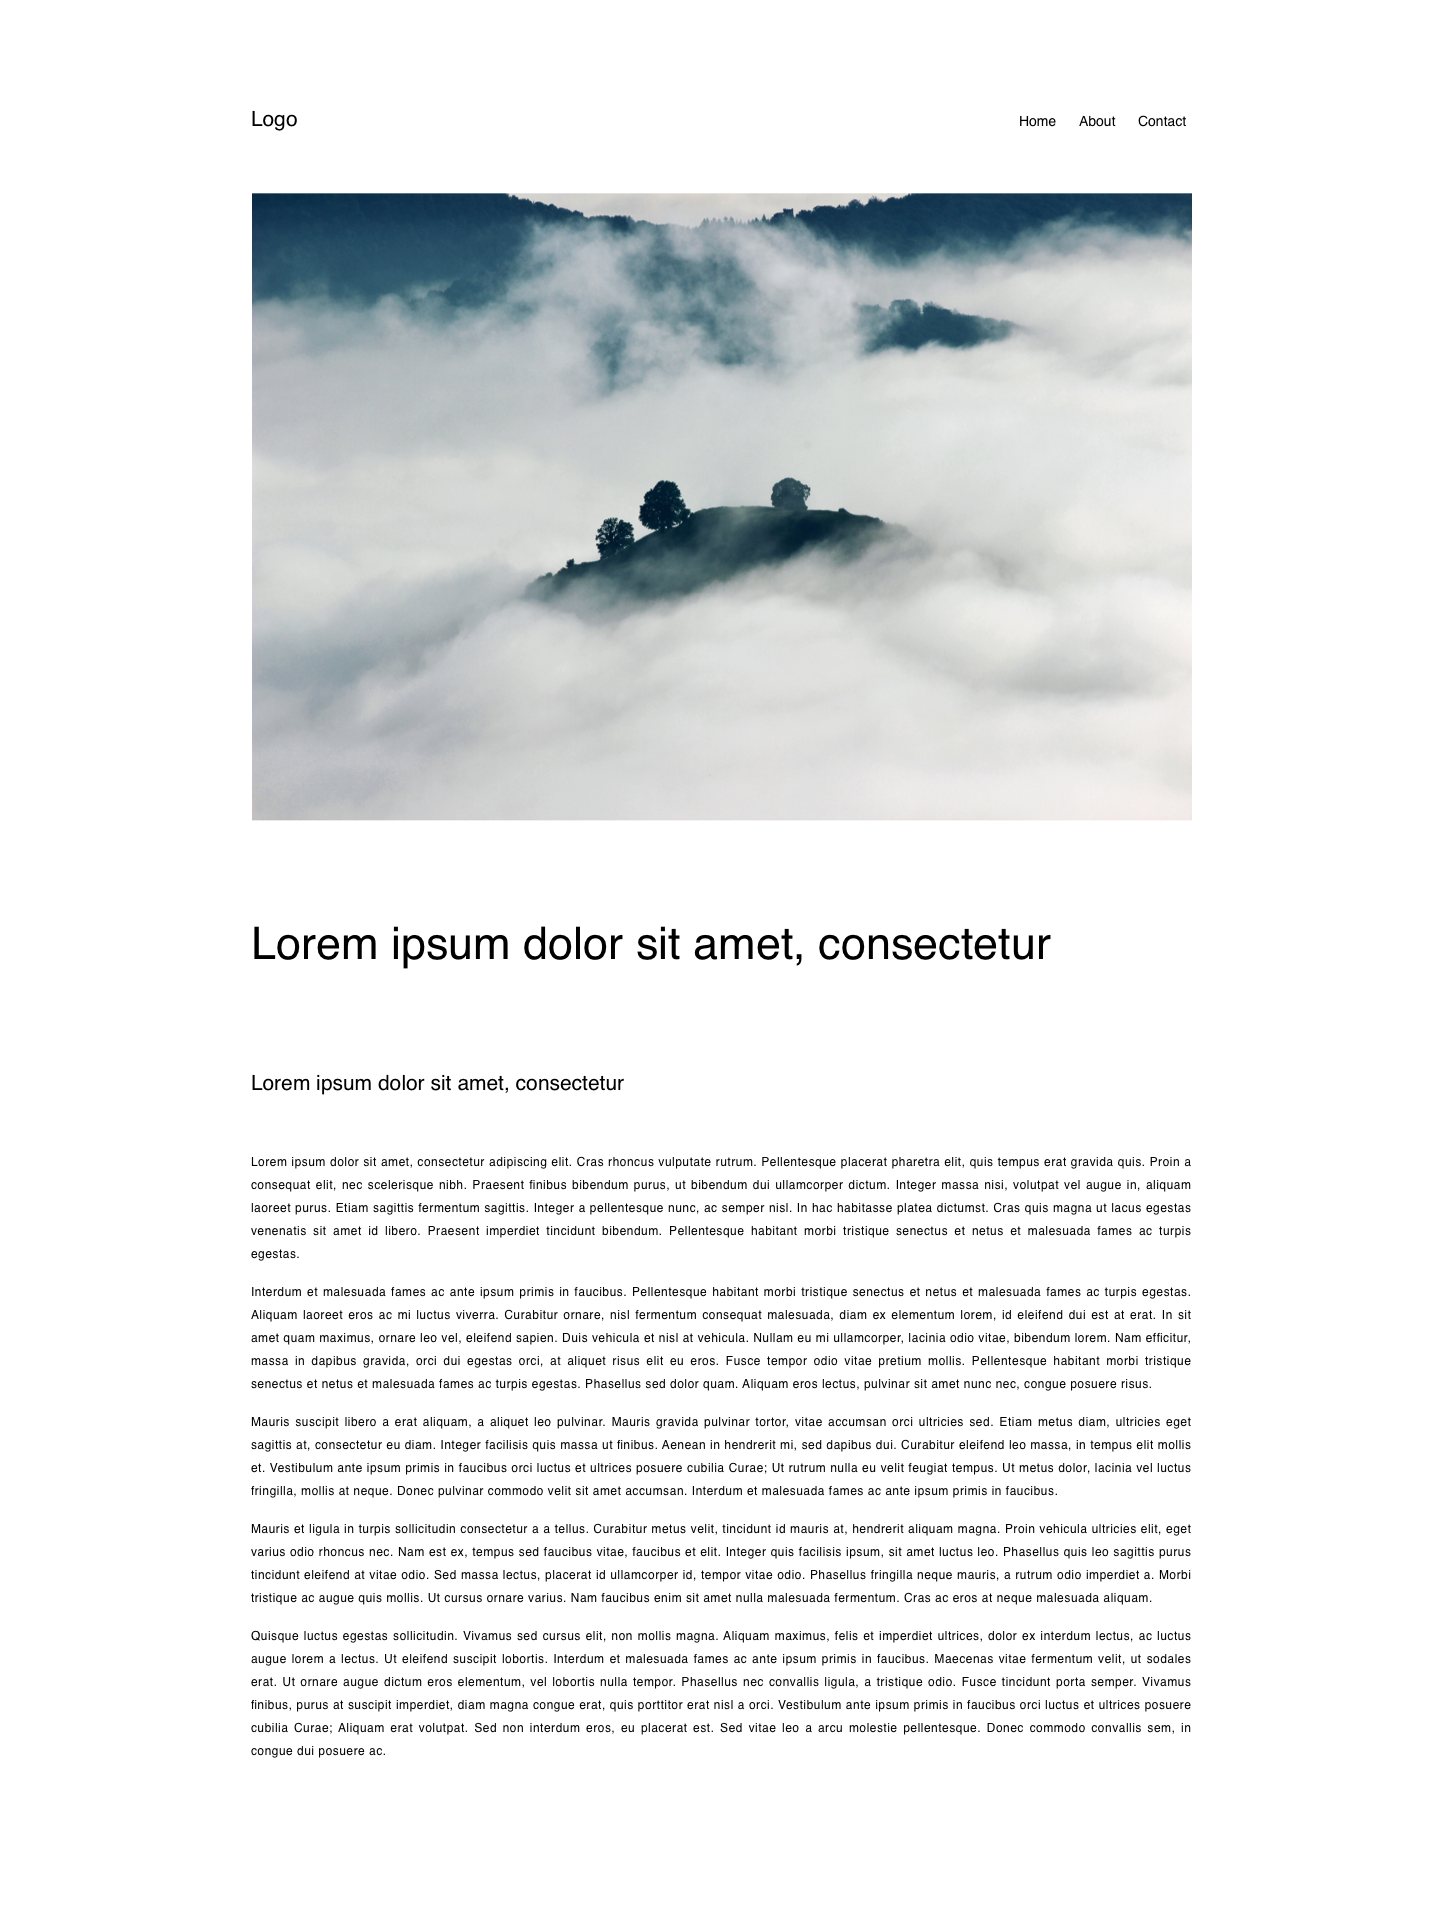 Logo
Home About Contact
Lorem ipsum dolor sit amet, consectetur
Lorem ipsum dolor sit amet, consectetur
Lorem ipsum dolor sit amet, consectetur adipiscing elit. Cras rhoncus vulputate rutrum. Pellentesque placerat pharetra elit, quis tempus erat gravida quis. Proin a
consequat elit, nec scelerisque nibh. Praesent finibus bibendum purus, ut bibendum dui ullamcorper dictum. Integer massa nisi, volutpat vel augue in, aliquam
laoreet purus. Etiam sagittis fermentum sagittis. Integer a pellentesque nunc, ac semper nisl. In hac habitasse platea dictumst. Cras quis magna ut lacus egestas
venenatis sit amet id libero. Praesent imperdiet tincidunt bibendum. Pellentesque habitant morbi tristique senectus et netus et malesuada fames ac turpis
egestas.
Interdum et malesuada fames ac ante ipsum primis in faucibus. Pellentesque habitant morbi tristique senectus et netus et malesuada fames ac turpis egestas.
Aliquam laoreet eros ac mi luctus viverra. Curabitur ornare, nisl fermentum consequat malesuada, diam ex elementum lorem, id eleifend dui est at erat. In sit
amet quam maximus, ornare leo vel, eleifend sapien. Duis vehicula et nisl at vehicula. Nullam eu mi ullamcorper, lacinia odio vitae, bibendum lorem. Nam efficitur,
massa in dapibus gravida, orci dui egestas orci, at aliquet risus elit eu eros. Fusce tempor odio vitae pretium mollis. Pellentesque habitant morbi tristique
senectus et netus et malesuada fames ac turpis egestas. Phasellus sed dolor quam. Aliquam eros lectus, pulvinar sit amet nunc nec, congue posuere risus.
Mauris suscipit libero a erat aliquam, a aliquet leo pulvinar. Mauris gravida pulvinar tortor, vitae accumsan orci ultricies sed. Etiam metus diam, ultricies eget
sagittis at, consectetur eu diam. Integer facilisis quis massa ut finibus. Aenean in hendrerit mi, sed dapibus dui. Curabitur eleifend leo massa, in tempus elit mollis
et. Vestibulum ante ipsum primis in faucibus orci luctus et ultrices posuere cubilia Curae; Ut rutrum nulla eu velit feugiat tempus. Ut metus dolor, lacinia vel luctus
fringilla, mollis at neque. Donec pulvinar commodo velit sit amet accumsan. Interdum et malesuada fames ac ante ipsum primis in faucibus.
Mauris et ligula in turpis sollicitudin consectetur a a tellus. Curabitur metus velit, tincidunt id mauris at, hendrerit aliquam magna. Proin vehicula ultricies elit, eget
varius odio rhoncus nec. Nam est ex, tempus sed faucibus vitae, faucibus et elit. Integer quis facilisis ipsum, sit amet luctus leo. Phasellus quis leo sagittis purus
tincidunt eleifend at vitae odio. Sed massa lectus, placerat id ullamcorper id, tempor vitae odio. Phasellus fringilla neque mauris, a rutrum odio imperdiet a. Morbi
tristique ac augue quis mollis. Ut cursus ornare varius. Nam faucibus enim sit amet nulla malesuada fermentum. Cras ac eros at neque malesuada aliquam.
Quisque luctus egestas sollicitudin. Vivamus sed cursus elit, non mollis magna. Aliquam maximus, felis et imperdiet ultrices, dolor ex interdum lectus, ac luctus
augue lorem a lectus. Ut eleifend suscipit lobortis. Interdum et malesuada fames ac ante ipsum primis in faucibus. Maecenas vitae fermentum velit, ut sodales
erat. Ut ornare augue dictum eros elementum, vel lobortis nulla tempor. Phasellus nec convallis ligula, a tristique odio. Fusce tincidunt porta semper. Vivamus
finibus, purus at suscipit imperdiet, diam magna congue erat, quis porttitor erat nisl a orci. Vestibulum ante ipsum primis in faucibus orci luctus et ultrices posuere
cubilia Curae; Aliquam erat volutpat. Sed non interdum eros, eu placerat est. Sed vitae leo a arcu molestie pellentesque. Donec commodo convallis sem, in
congue dui posuere ac.